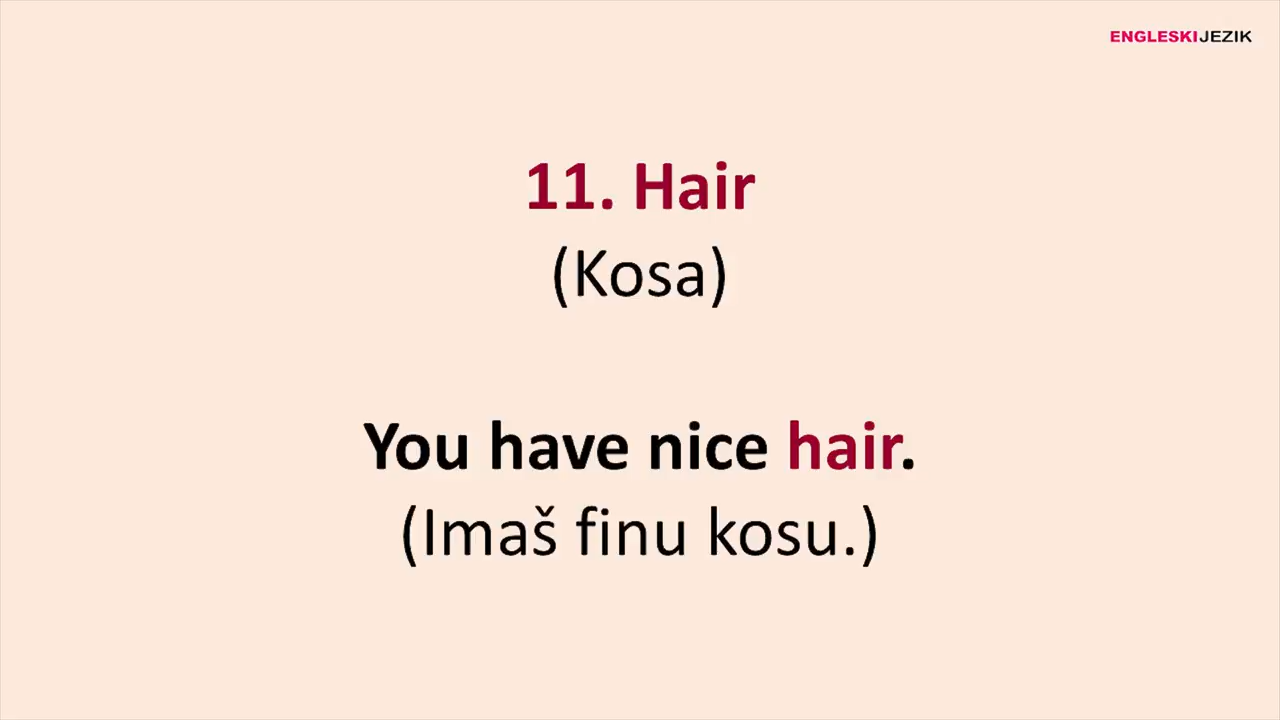 ENGLESKIJEZIK
11. Hair
(Kosa)
You have nice hair.
(Imaš finu kosu.)